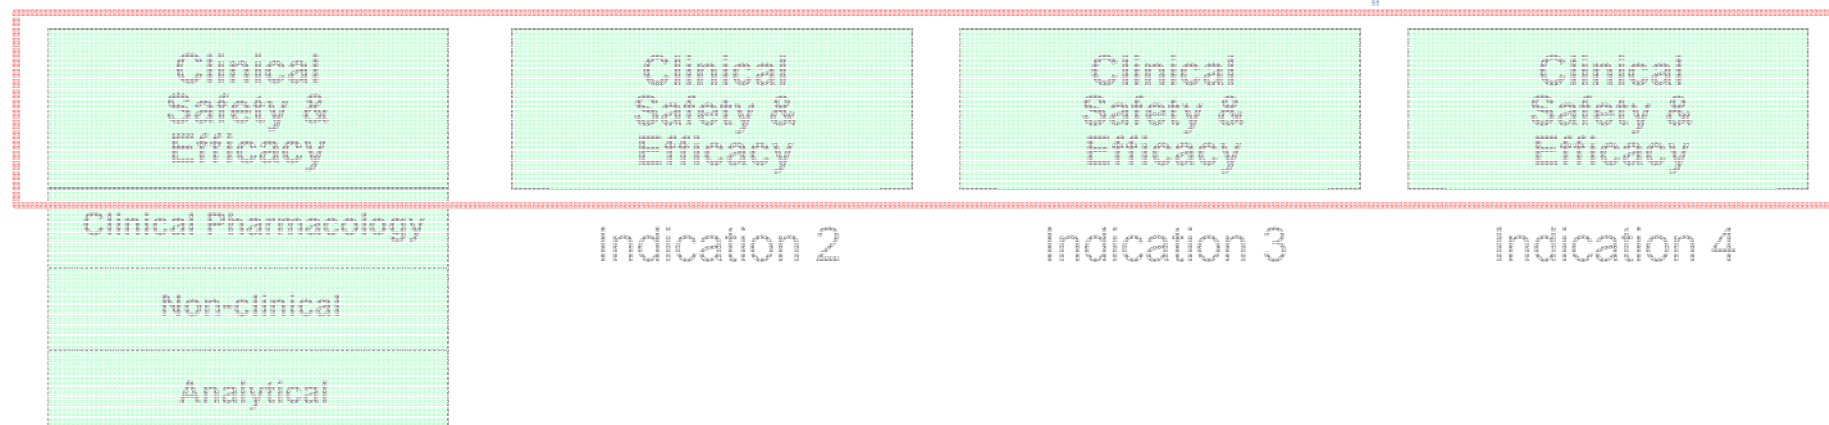 Clinical
Safety &
Efficacy
Clinical
Safety &
Efficacy
Clinical
Safety &
Efficacy
Clinical
Safety &
Efficacy
Clinical Pharmacology
Indication 2
Indication 3
Indication 4
Non-clinical
Analytical